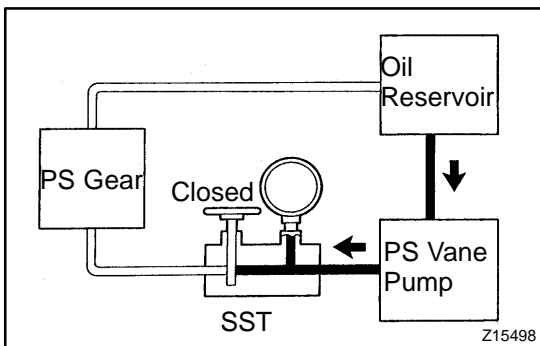 Oil
Reservoir
PS Gear
Closed
PS Vane
Pump
SST
Z15498